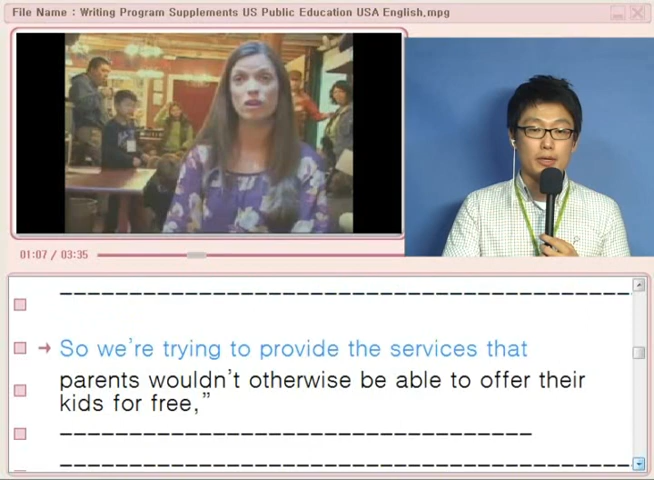 File Name : Writing Program Supplements US Public Education USA English,mpg
01:07 / 03:35
So we're trying to provide the services that
parents wouldn't otherwise be able to offer their
kids for free,"